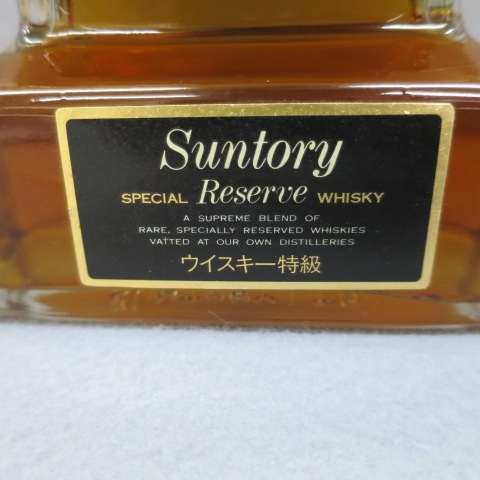 Suntory
SPECIAL Reserve WHISKY
A SUPREME BLEND OF
RARE, SPECIALLY RESERVED WHISKIES
VATTED AT OUR OWN DISTILLERIES
ウイスキー特級